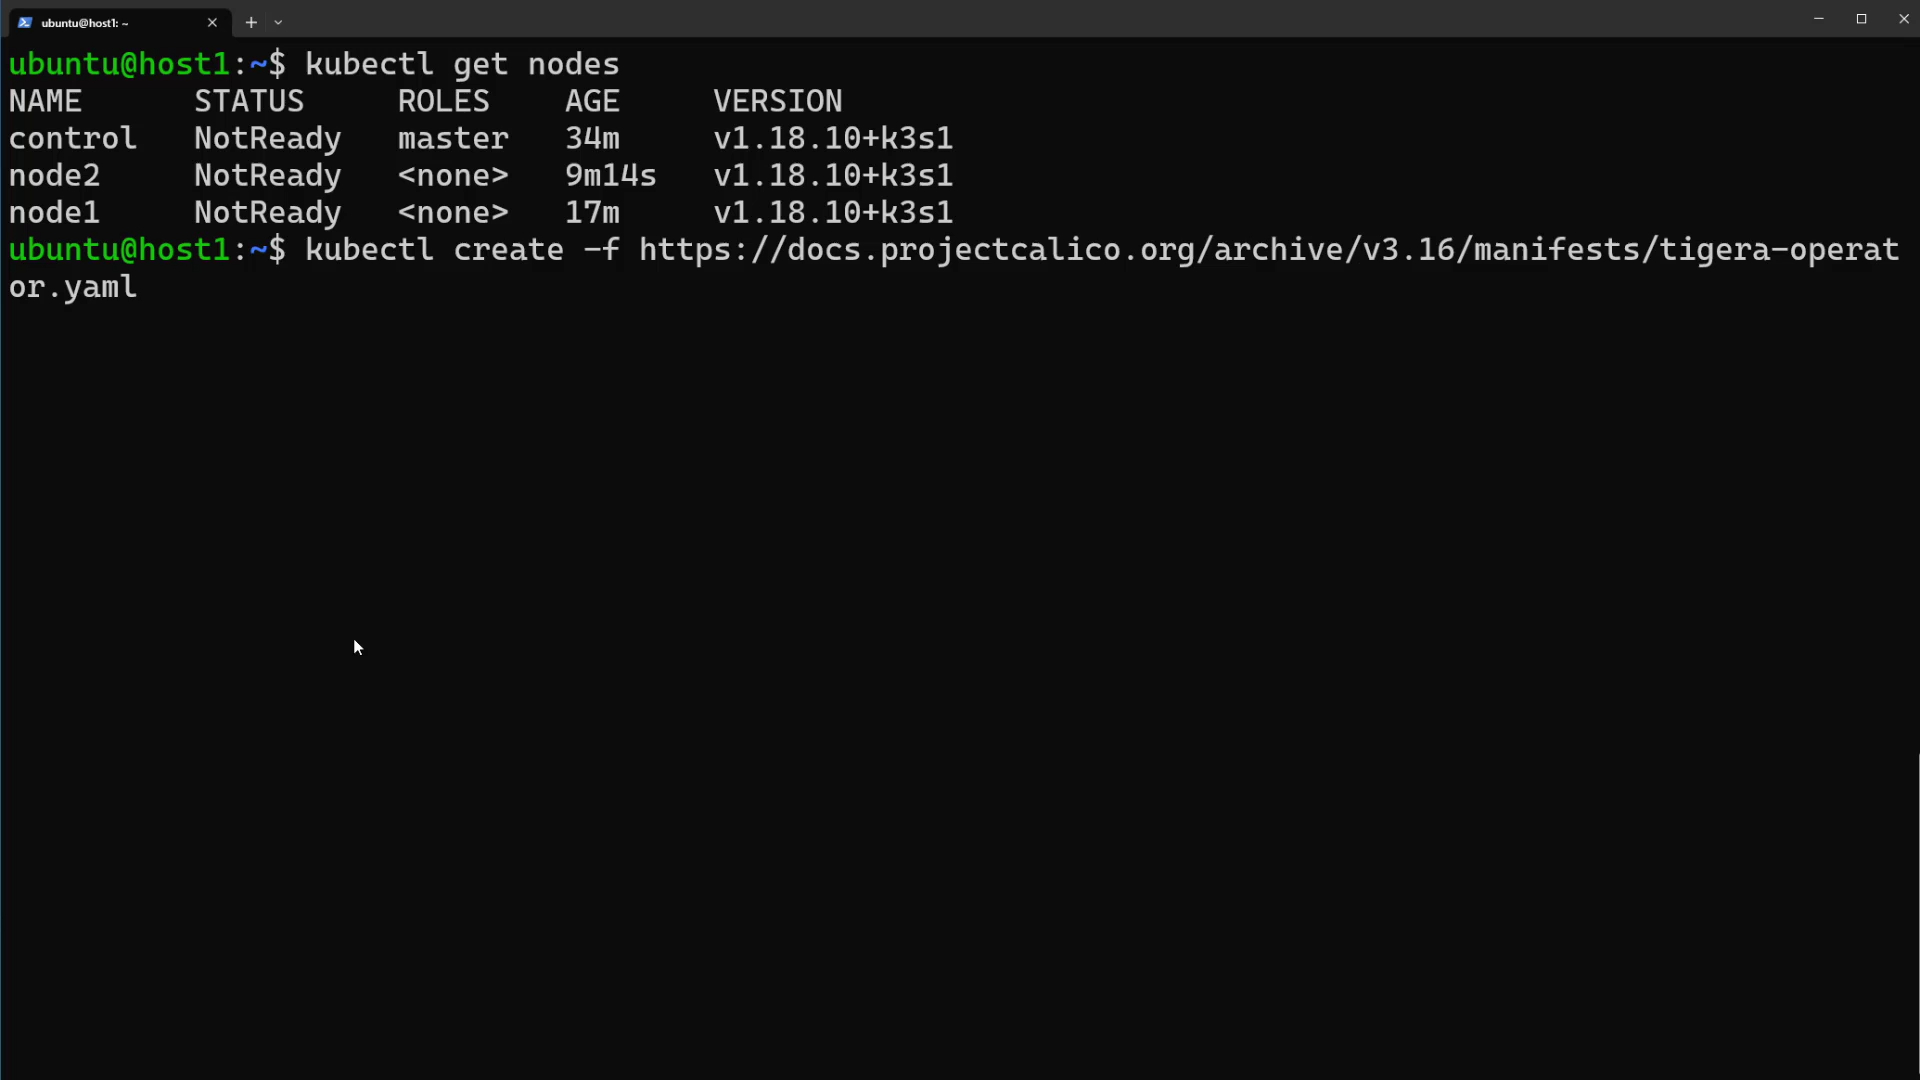 ubuntu@host1: ~
ubuntu@host1:~$ kubectl get nodes
NAME      STATUS     ROLES    AGE     VERSION
control   NotReady   master   34m     v1.18.10+k3s1
node2     NotReady   <none>   9m14s   v1.18.10+k3s1
node1     NotReady   <none>   17m     v1.18.10+k3s1
ubuntu@host1:~$ kubectl create -f https://docs.projectcalico.org/archive/v3.16/manifests/tigera-operat
or.yaml